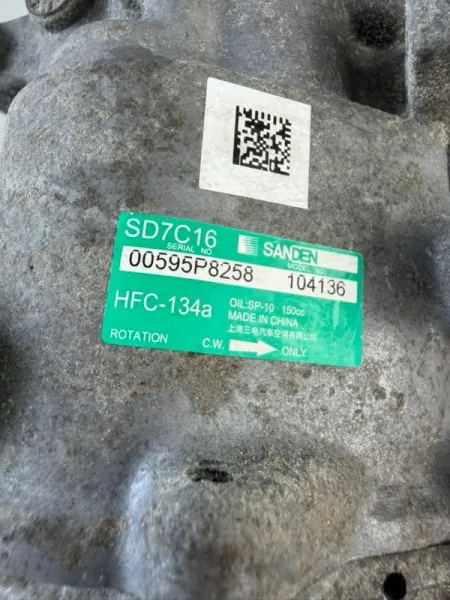 SD7C16 SANDEN
SERIAL NO MODEL NO
00595P8258 104136
HFC-134a OIL:SP-10 150cc
MADE IN CHINA
上海三电汽车空调有限公司
ROTATION C.W. ONLY